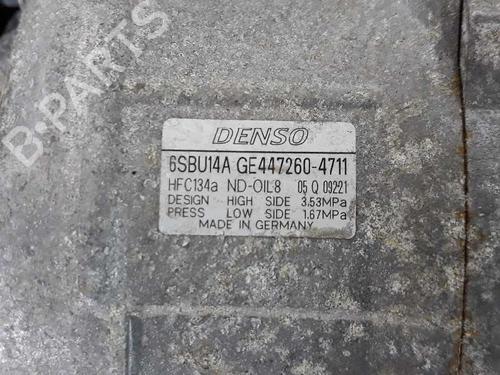 B-PARTS
DENSO
6SBU14A GE447260-4711
HFC134a ND-OIL8 05 Q 09221
DESIGN HIGH SIDE 3.53MPa
PRESS LOW SIDE 1.67MPa
MADE IN GERMANY